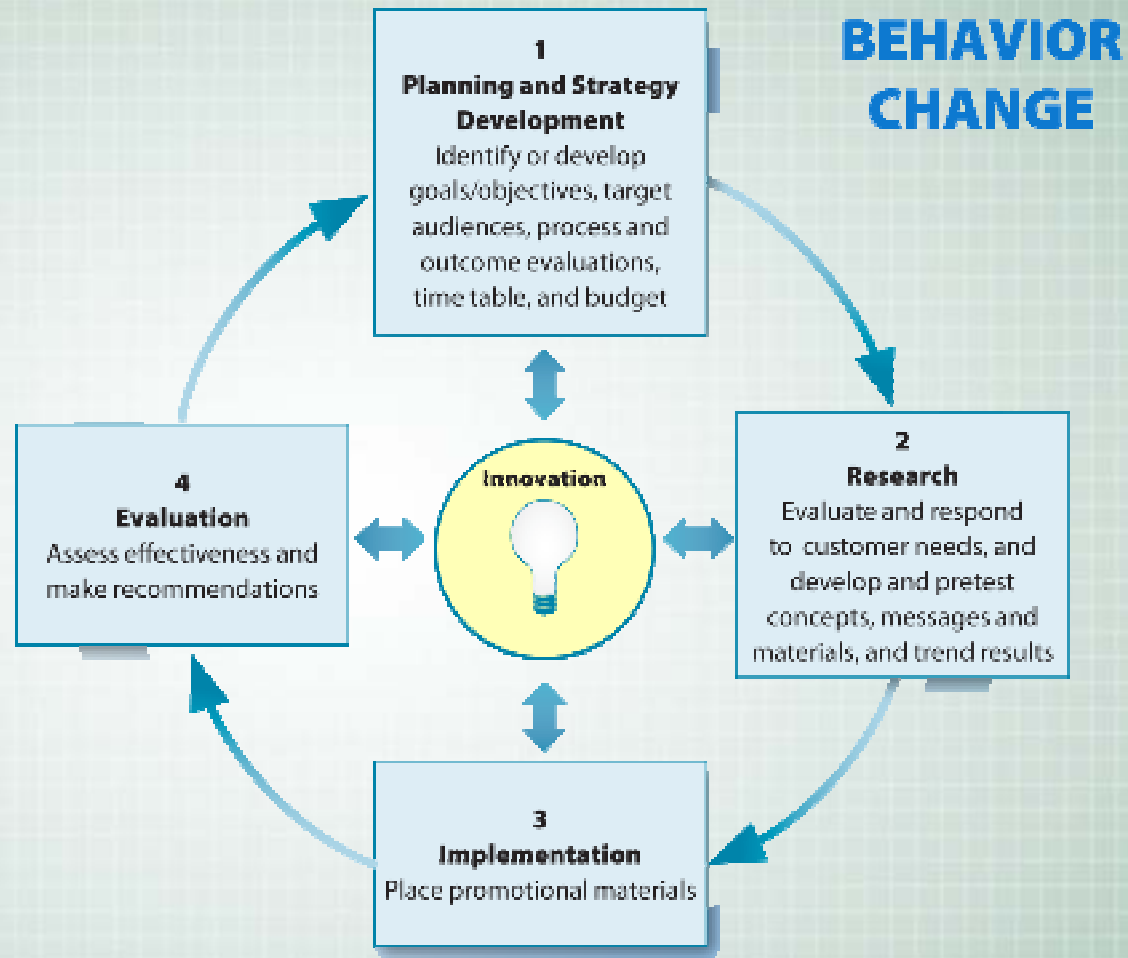 BEHAVIOR
CHANGE
1
Planning and Strategy
Development
Identify or develop
goals/objectives, target
audiences, process and
outcome evaluations,
time table, and budget
2
Research
Evaluate and respond
to customer needs, and
develop and pretest
concepts, messages and
materials, and trend results
3
Implementation
Place promotional materials
4
Evaluation
Assess effectiveness and
make recommendations
Innovation